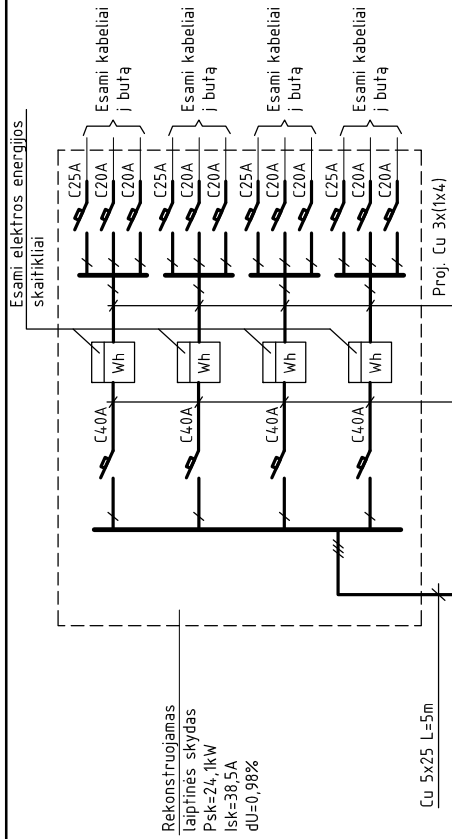 Esami elektros energijos
skaitikliai
Rekonstruojamas
laiptinės skydas
Psk=24,1kW
Isk=38,5A
dU=0,98%
Cu 5x25 L=5m
C40A
Wh
C25A
C20A
C20A
Esami kabeliai
į butą
C40A
Wh
C25A
C20A
C20A
Esami kabeliai
į butą
C40A
Wh
C25A
C20A
C20A
Esami kabeliai
į butą
C40A
Wh
C25A
C20A
C20A
Esami kabeliai
į butą
Proj. Cu 3x(1x4)